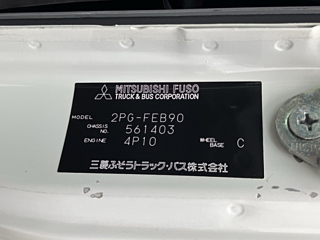 MITSUBISHI FUSO
TRUCK & BUS CORPORATION
MODEL 2PG-FEB90
CHASSIS NO. 561403
ENGINE 4P10 WHEEL BASE C
三菱ふそうトラック・バス株式会社